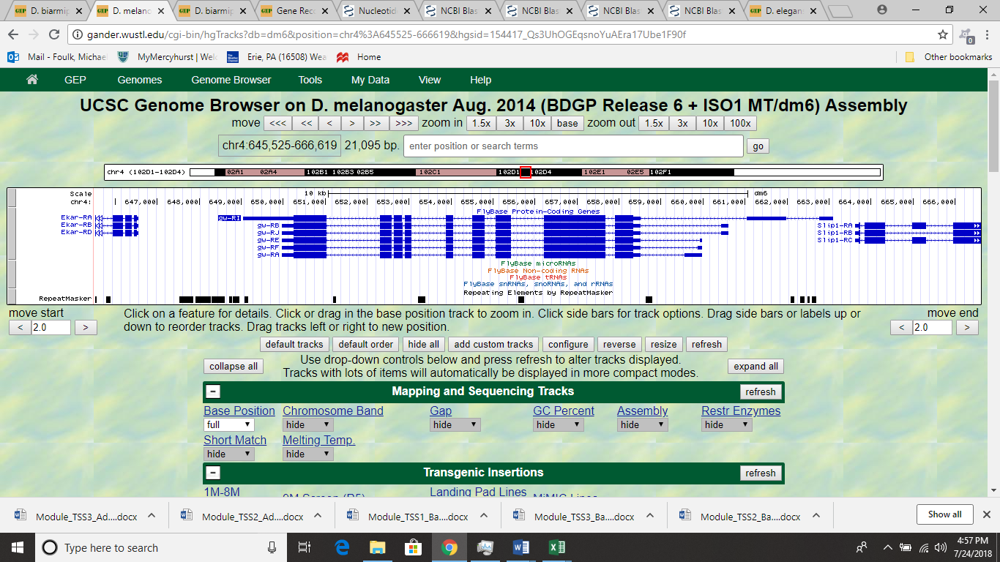 D. biarmip
D. melano
D. biarmip
Gene Reco
Nucleotid
NCBI Blas
NCBI Blas
NCBI Blas
NCBI Blas
D. elegan
gander.wustl.edu/cgi-bin/hgTracks?db=dm6&position=chr4%3A645525-666619&hgsid=154417_Qs3UhOGEqsnoYuAEra17Ube1F90f
Mail - Foulk, Michae
MyMercyhurst | Wel
Erie, PA (16508) Wea
Home
Other bookmarks
GEP Genomes Genome Browser Tools My Data View Help
UCSC Genome Browser on D. melanogaster Aug. 2014 (BDGP Release 6 + ISO1 MT/dm6) Assembly
move <<< << < > >> >>> zoom in 1.5x 3x 10x base zoom out 1.5x 3x 10x 100x
chr4:645,525-666,619 21,095 bp. enter position or search terms go
chr4 (102D1-102D4) 02A1 02A4 102B1 102B3 02B5 102C1 102D1 102D4 102E1 02E5 102F1
Scale 10 kb dm6
chr4: 647,000 648,000 649,000 650,000 651,000 652,000 653,000 654,000 655,000 656,000 657,000 658,000 659,000 660,000 661,000 662,000 663,000 664,000 665,000 666,000
FlyBase Protein-Coding Genes
Ekar-RA gw-RI
Ekar-RB gw-RB Slip1-RA
Ekar-RD gw-RJ Slip1-RB
gw-RE Slip1-RC
gw-RF
gw-RA
FlyBase microRNAs
FlyBase Non-coding RNAs
FlyBase tRNAs
FlyBase snRNAs, snoRNAs, and rRNAs
Repeating Elements by RepeatMasker
RepeatMasker
move start
< 2.0 >
Click on a feature for details. Click or drag in the base position track to zoom in. Click side bars for track options. Drag side bars or labels up or
down to reorder tracks. Drag tracks left or right to new position.
move end
< 2.0 >
default tracks default order hide all add custom tracks configure reverse resize refresh
collapse all
Use drop-down controls below and press refresh to alter tracks displayed.
Tracks with lots of items will automatically be displayed in more compact modes.
expand all
- Mapping and Sequencing Tracks refresh
Base Position Chromosome Band Gap GC Percent Assembly Restr Enzymes
full hide hide hide hide hide
Short Match Melting Temp.
hide hide
- Transgenic Insertions refresh
1M-8M Landing Pad Lines
Module_TSS3_Ad....docx
Module_TSS2_Ad....docx
Module_TSS1_Ba....docx
Module_TSS3_Ba....docx
Module_TSS2_Ba....docx
Show all
Type here to search
4:57 PM
7/24/2018